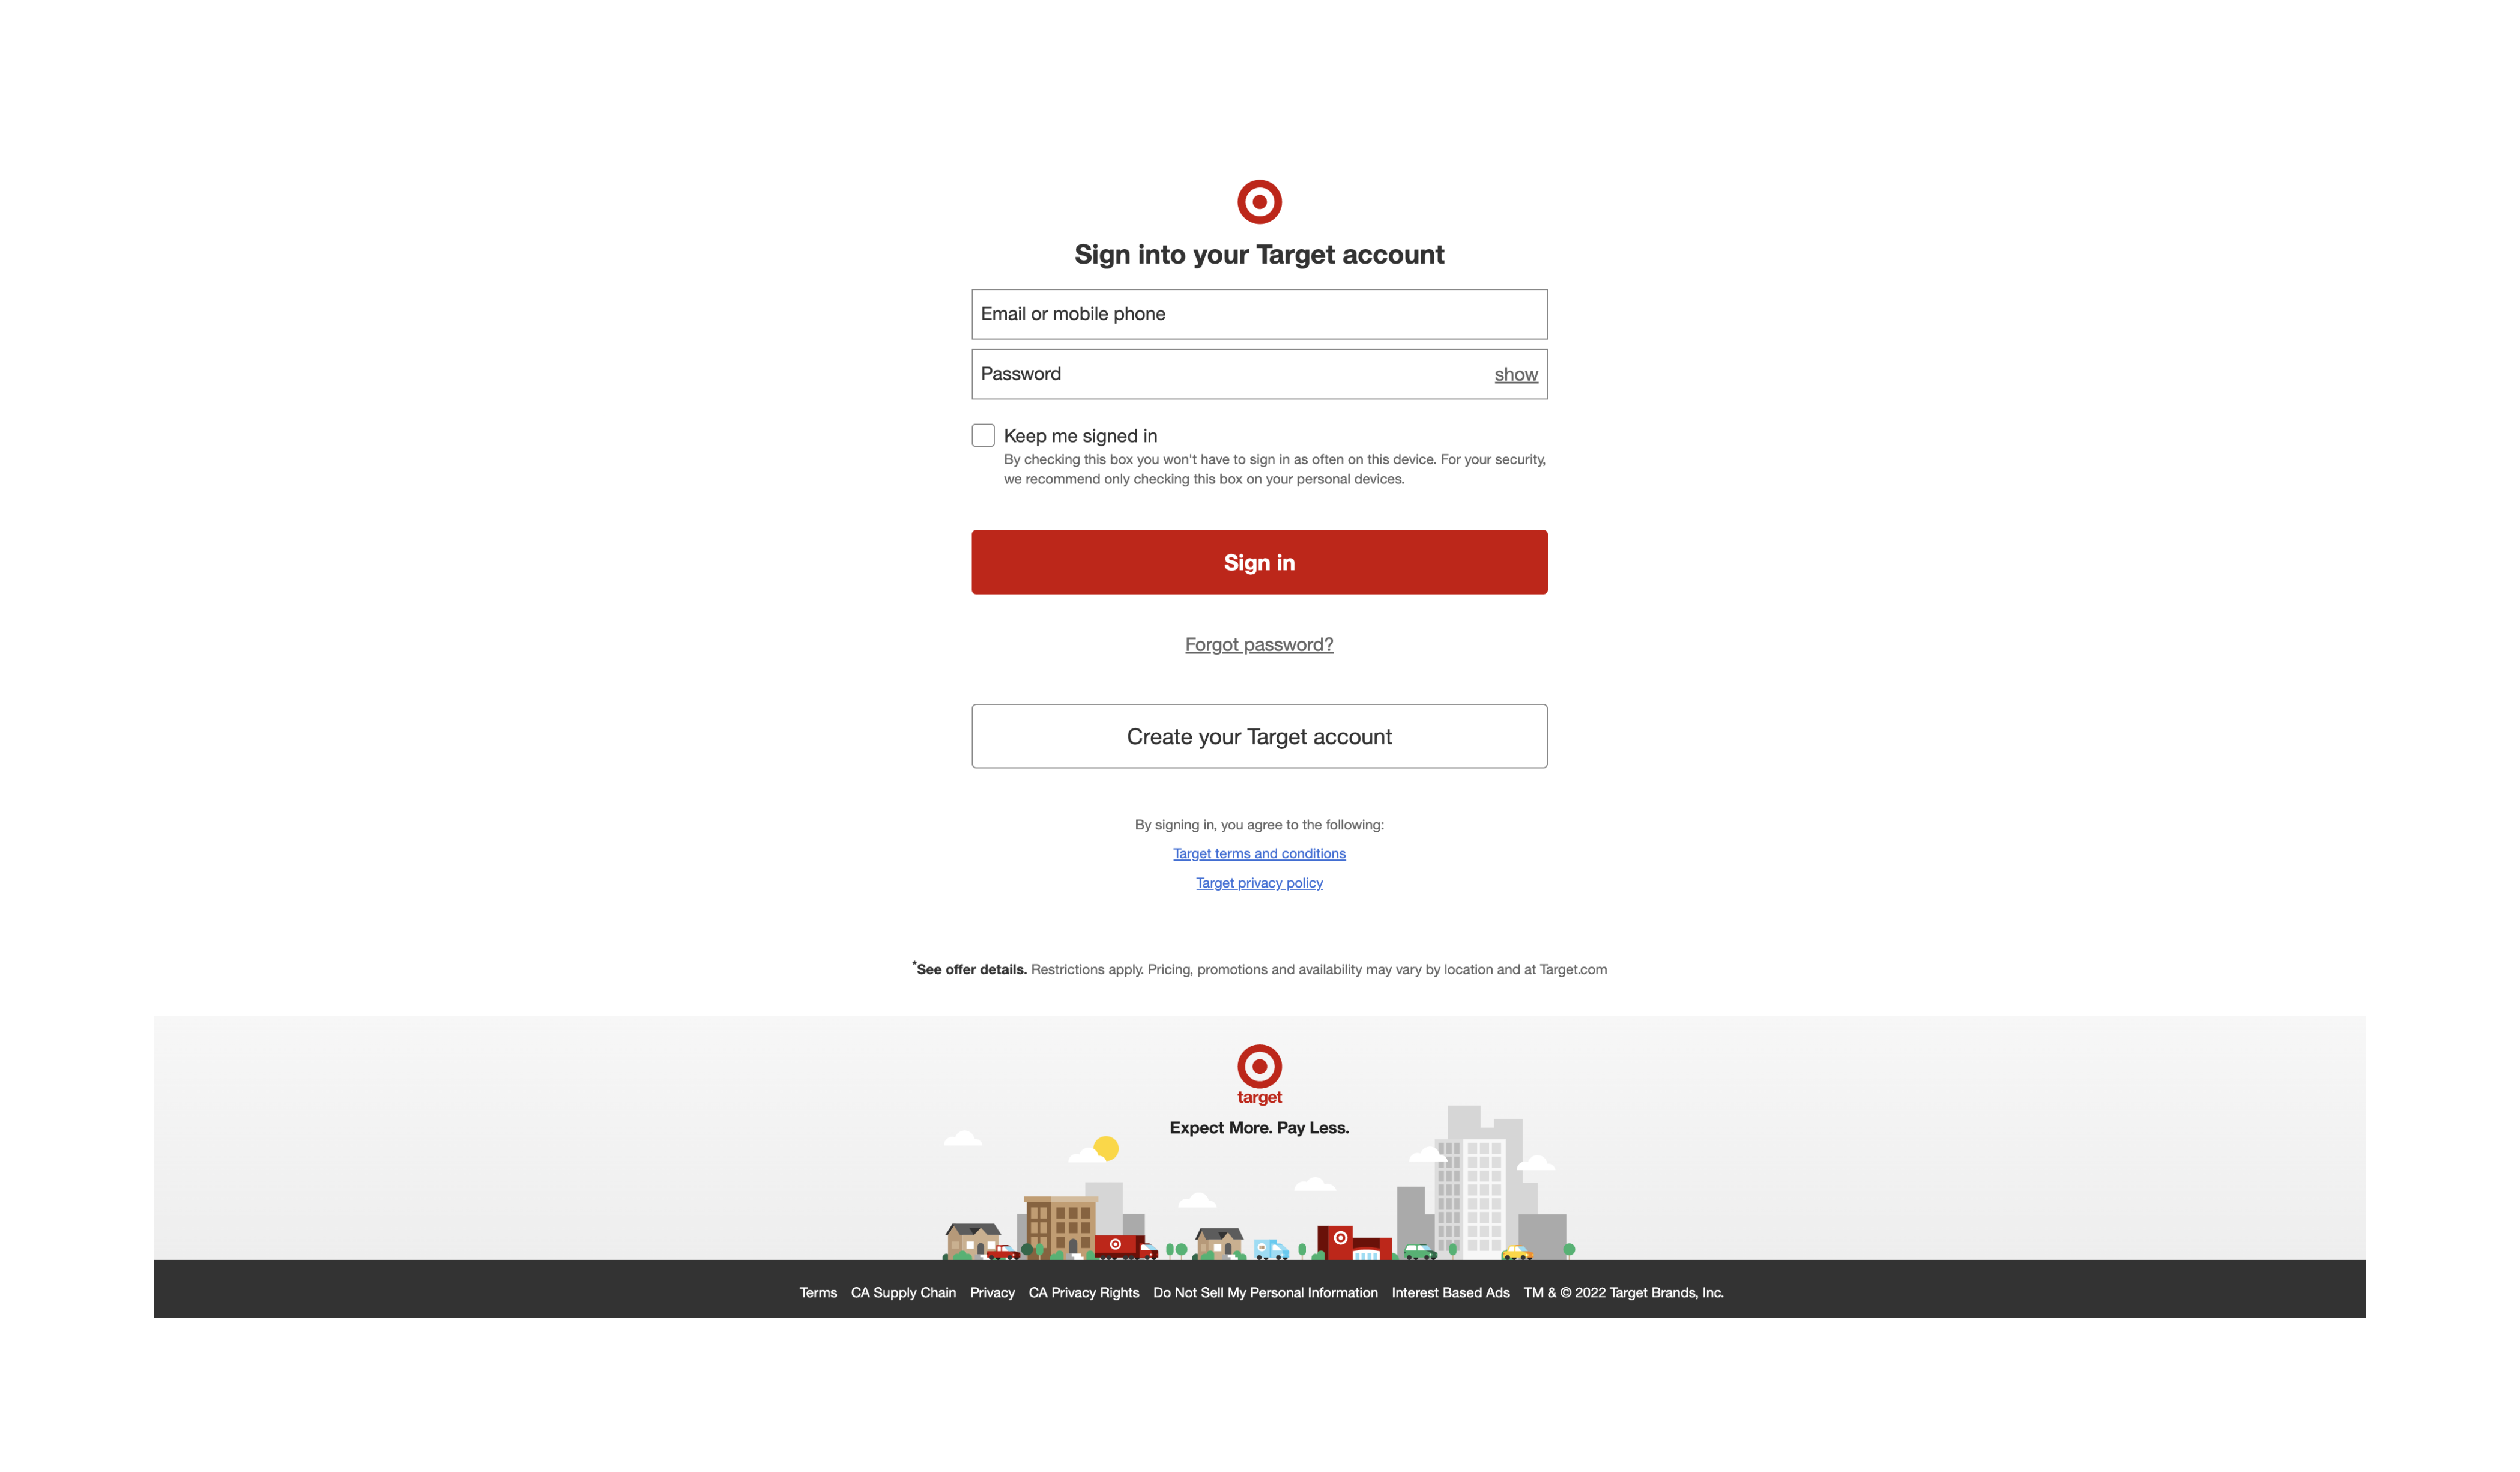 Sign into your Target account
Email or mobile phone
Password show
Keep me signed in
By checking this box you won't have to sign in as often on this device. For your security,
we recommend only checking this box on your personal devices.
Sign in
Forgot password?
Create your Target account
By signing in, you agree to the following:
Target terms and conditions
Target privacy policy
*See offer details. Restrictions apply. Pricing, promotions and availability may vary by location and at Target.com
target
Expect More. Pay Less.
Terms CA Supply Chain Privacy CA Privacy Rights Do Not Sell My Personal Information Interest Based Ads TM & © 2022 Target Brands, Inc.